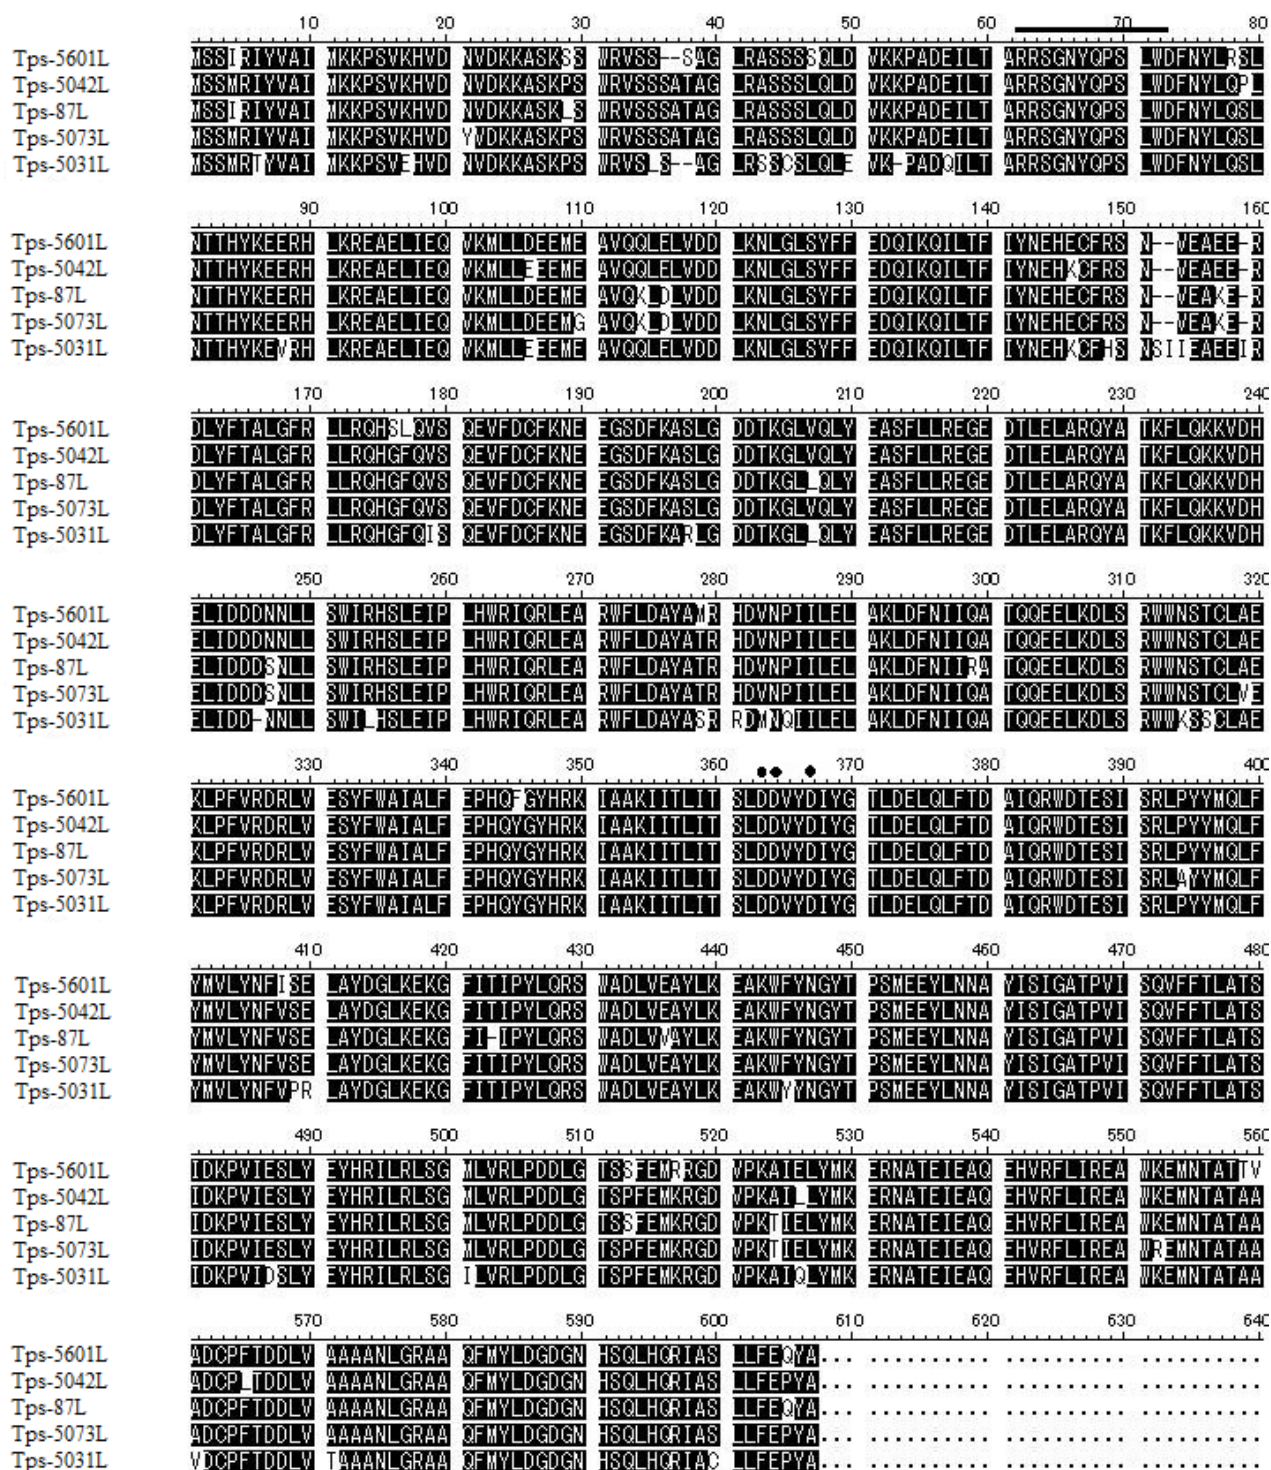 10 20 30 40 50 60 70 80
Tps-5601L MSSIRIYVAI MKKPSVKHVD NVDKKASKSS WRVSS--SAG LRASSSSQLD VKKPADEILT ARRSGNYQPS LWDFNYLRSL
Tps-5042L MSSMRIYVAI MKKPSVKHVD NVDKKASKPS WRVSSSATAG LRASSSLQLD VKKPADEILT ARRSGNYQPS LWDFNYLQPL
Tps-87L MSSIRIYVAI MKKPSVKHVD NVDKKASKLS WRVSSSATAG LRASSSLQLD VKKPADEILT ARRSGNYQPS LWDFNYLQSL
Tps-5073L MSSMRIYVAI MKKPSVKHVD YVDKKASKPS WRVSSSATAG LRASSSLQLD VKKPADEILT ARRSGNYQPS LWDFNYLQSL
Tps-5031L MSSMRTYVAI MKKPSVEHVD NVDKKASKPS WRVSLS--AG LRSSCSLQLE VK-PADQILT ARRSGNYQPS LWDFNYLQSL
90 100 110 120 130 140 150 160
Tps-5601L NTTHYKEERH LKREAELIEQ VKMLLDEEME AVQQLELVDD LKNLGLSYFF EDQIKQILTF IYNEHECFRS N--VEAEE-R
Tps-5042L NTTHYKEERH LKREAELIEQ VKMLLEEEME AVQQLELVDD LKNLGLSYFF EDQIKQILTF IYNEHKCFRS N--VEAEE-R
Tps-87L NTTHYKEERH LKREAELIEQ VKMLLDEEME AVQKLDLVDD LKNLGLSYFF EDQIKQILTF IYNEHECFRS N--VEAKE-R
Tps-5073L NTTHYKEERH LKREAELIEQ VKMLLDEEMG AVQKLDLVDD LKNLGLSYFF EDQIKQILTF IYNEHECFRS N--VEAKE-R
Tps-5031L NTTHYKEVRH LKREAELIEQ VKMLLEEEME AVQQLELVDD LKNLGLSYFF EDQIKQILTF IYNEHKCFHS NSIIEAEEIR
170 180 190 200 210 220 230 240
Tps-5601L DLYFTALGFR LLRQHSLQVS QEVFDCFKNE EGSDFKASLG DDTKGLVQLY EASFLLREGE DTLELARQYA TKFLQKKVDH
Tps-5042L DLYFTALGFR LLRQHGFQVS QEVFDCFKNE EGSDFKASLG DDTKGLVQLY EASFLLREGE DTLELARQYA TKFLQKKVDH
Tps-87L DLYFTALGFR LLRQHGFQVS QEVFDCFKNE EGSDFKASLG DDTKGLLQLY EASFLLREGE DTLELARQYA TKFLQKKVDH
Tps-5073L DLYFTALGFR LLRQHGFQVS QEVFDCFKNE EGSDFKASLG DDTKGLVQLY EASFLLREGE DTLELARQYA TKFLQKKVDH
Tps-5031L DLYFTALGFR LLRQHGFQIS QEVFDCFKNE EGSDFKARLG DDTKGLLQLY EASFLLREGE DTLELARQYA TKFLQKKVDH
250 260 270 280 290 300 310 320
Tps-5601L ELIDDDNNLL SWIRHSLEIP LHWRIQRLEA RWFLDAYAMR HDVNPIILEL AKLDFNIIQA TQQEELKDLS RWWNSTCLAE
Tps-5042L ELIDDDNNLL SWIRHSLEIP LHWRIQRLEA RWFLDAYATR HDVNPIILEL AKLDFNIIQA TQQEELKDLS RWWNSTCLAE
Tps-87L ELIDDDSNLL SWIRHSLEIP LHWRIQRLEA RWFLDAYATR HDVNPIILEL AKLDFNIIRA TQQEELKDLS RWWNSTCLAE
Tps-5073L ELIDDDSNLL SWIRHSLEIP LHWRIQRLEA RWFLDAYATR HDVNPIILEL AKLDFNIIQA TQQEELKDLS RWWNSTCLVE
Tps-5031L ELIDD-NNLL SWILHSLEIP LHWRIQRLEA RWFLDAYASR RDMNQIILEL AKLDFNIIQA TQQEELKDLS RWWKSSCLAE
330 340 350 360 370 380 390 400
Tps-5601L KLPFVRDRLV ESYFWAIALF EPHQFGYHRK IAAKIITLIT SLDDVYDIYG TLDELQLFTD AIQRWDTESI SRLPYYMQLF
Tps-5042L KLPFVRDRLV ESYFWAIALF EPHQYGYHRK IAAKIITLIT SLDDVYDIYG TLDELQLFTD AIQRWDTESI SRLPYYMQLF
Tps-87L KLPFVRDRLV ESYFWAIALF EPHQYGYHRK IAAKIITLIT SLDDVYDIYG TLDELQLFTD AIQRWDTESI SRLPYYMQLF
Tps-5073L KLPFVRDRLV ESYFWAIALF EPHQYGYHRK IAAKIITLIT SLDDVYDIYG TLDELQLFTD AIQRWDTESI SRLAYYMQLF
Tps-5031L KLPFVRDRLV ESYFWAIALF EPHQYGYHRK IAAKIITLIT SLDDVYDIYG TLDELQLFTD AIQRWDTESI SRLPYYMQLF
410 420 430 440 450 460 470 480
Tps-5601L YMVLYNFISE LAYDGLKEKG FITIPYLQRS WADLVEAYLK EAKWFYNGYT PSMEEYLNNA YISIGATPVI SQVFFTLATS
Tps-5042L YMVLYNFVSE LAYDGLKEKG FITIPYLQRS WADLVEAYLK EAKWFYNGYT PSMEEYLNNA YISIGATPVI SQVFFTLATS
Tps-87L YMVLYNFVSE LAYDGLKEKG FI-IPYLQRS WADLVVAYLK EAKWFYNGYT PSMEEYLNNA YISIGATPVI SQVFFTLATS
Tps-5073L YMVLYNFVSE LAYDGLKEKG FITIPYLQRS WADLVEAYLK EAKWFYNGYT PSMEEYLNNA YISIGATPVI SQVFFTLATS
Tps-5031L YMVLYNFVPR LAYDGLKEKG FITIPYLQRS WADLVEAYLK EAKWYYNGYT PSMEEYLNNA YISIGATPVI SQVFFTLATS
490 500 510 520 530 540 550 560
Tps-5601L IDKPVIESLY EYHRILRLSG MLVRLPDDLG TSSFEMRRGD VPKAIELYMK ERNATEIEAQ EHVRFLIREA WKEMNTATTV
Tps-5042L IDKPVIESLY EYHRILRLSG MLVRLPDDLG TSPFEMKRGD VPKAILLYMK ERNATEIEAQ EHVRFLIREA WKEMNTATAA
Tps-87L IDKPVIESLY EYHRILRLSG MLVRLPDDLG TSSFEMKRGD VPKTIELYMK ERNATEIEAQ EHVRFLIREA WKEMNTATAA
Tps-5073L IDKPVIESLY EYHRILRLSG MLVRLPDDLG TSPFEMKRGD VPKTIELYMK ERNATEIEAQ EHVRFLIREA WREMNTATAA
Tps-5031L IDKPVIDSLY EYHRILRLSG ILVRLPDDLG TSPFEMKRGD VPKAIQLYMK ERNATEIEAQ EHVRFLIREA WKEMNTATAA
570 580 590 600 610 620 630 640
Tps-5601L ADCPFTDDLV AAAANLGRAA QFMYLDGDGN HSQLHQRIAS LLFEQYA... .......... .......... ..........
Tps-5042L ADCPLTDDLV AAAANLGRAA QFMYLDGDGN HSQLHQRIAS LLFEPYA... .......... .......... ..........
Tps-87L ADCPFTDDLV AAAANLGRAA QFMYLDGDGN HSQLHQRIAS LLFEQYA... .......... .......... ..........
Tps-5073L ADCPFTDDLV AAAANLGRAA QFMYLDGDGN HSQLHQRIAS LLFEPYA... .......... .......... ..........
Tps-5031L VDCPFTDDLV TAAANLGRAA QFMYLDGDGN HSQLHQRIAC LLFEPYA... .......... .......... ..........